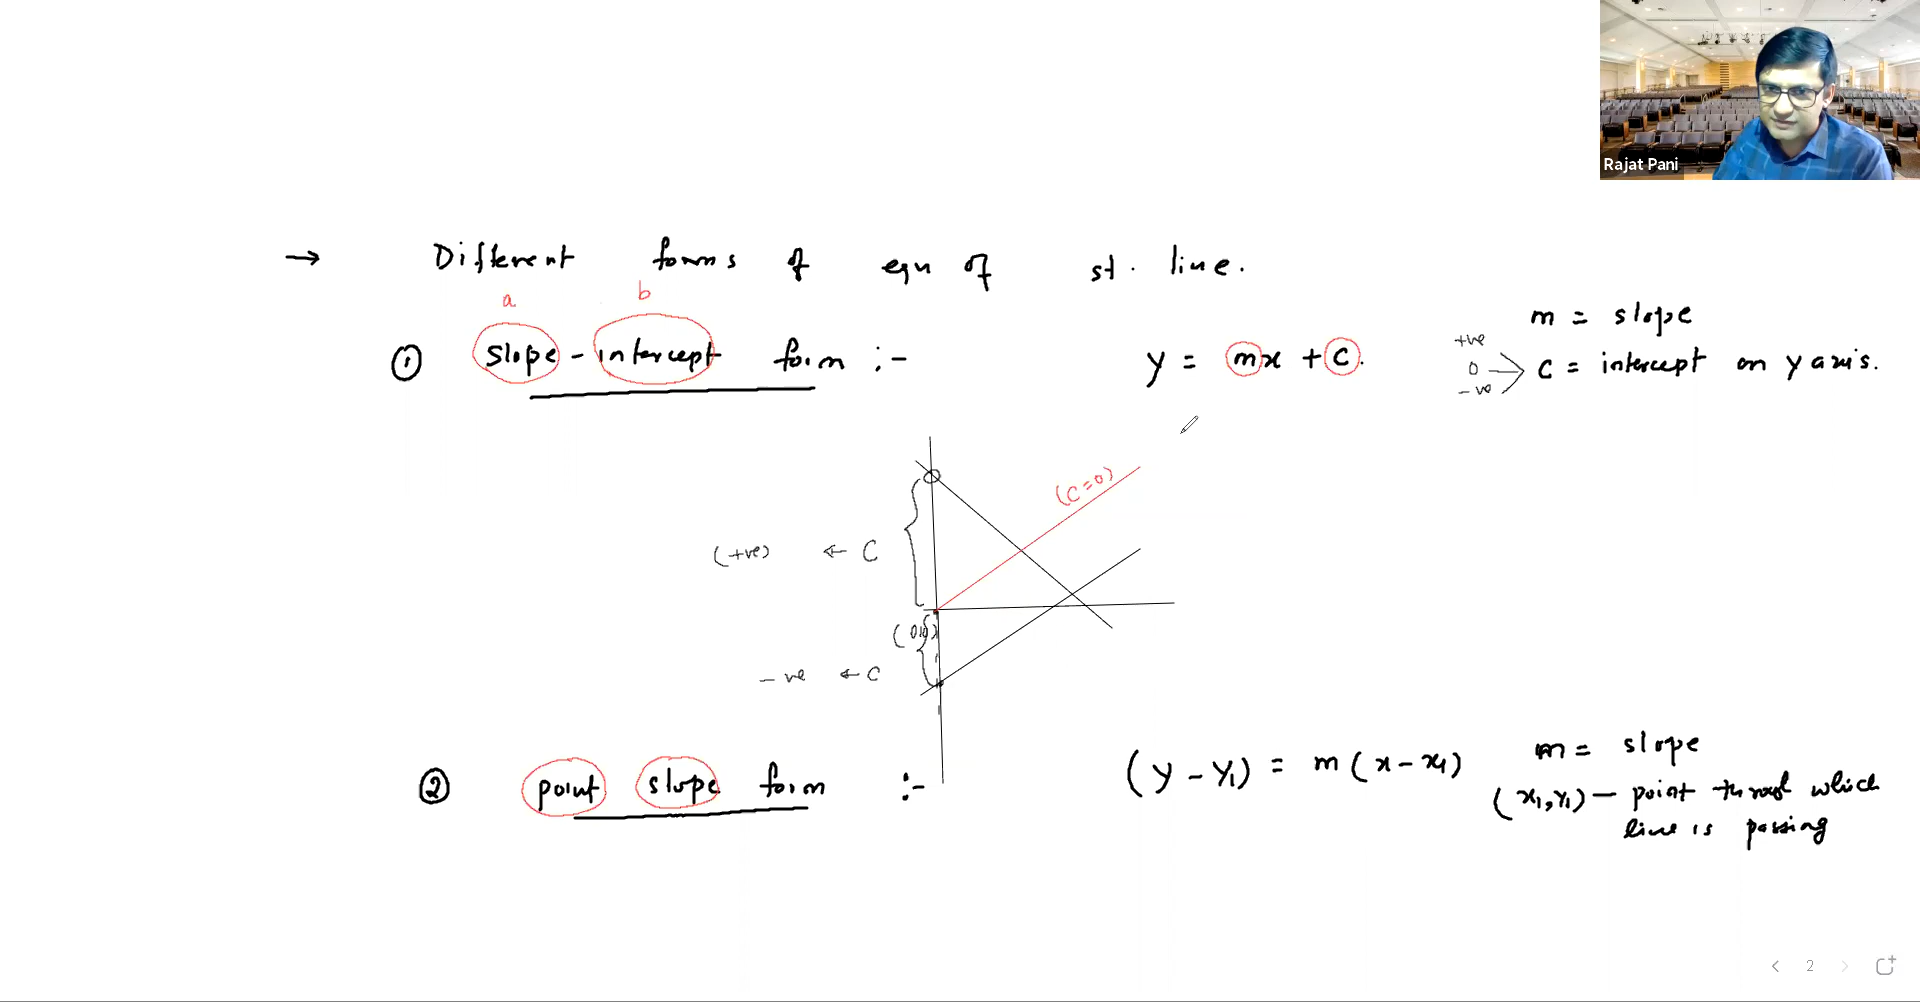 Rajat Pani
→ Different forms of eqn of st. line.
a b
① slope - intercept form :- y = mx + c. m = slope
+ve
0
-ve
c = intercept on y axis.
(c=0)
(+ve) ← C
(0,0)
- ve ← C
② point slope form :- (y - y₁) = m (x - x₁) m = slope
(x₁, y₁) — point through which
line is passing
2